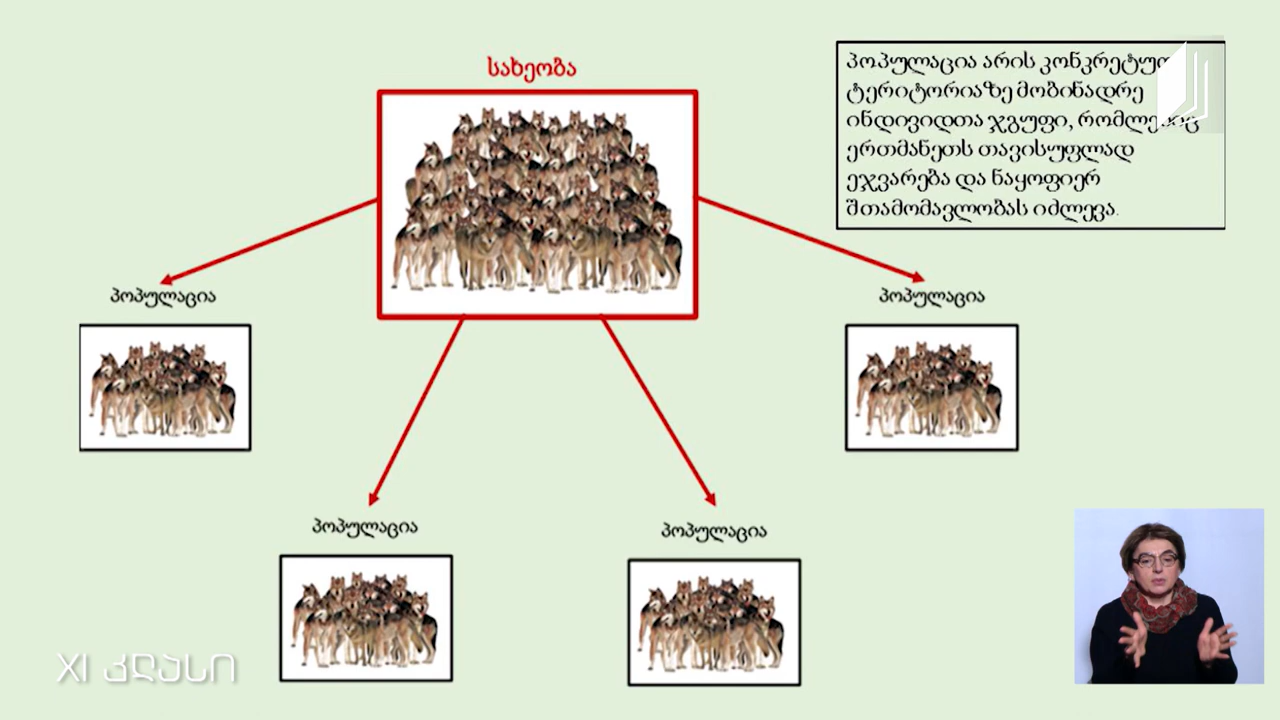 სახეობა
პოპულაცია არის კონკრეტულ
ტერიტორიაზე მობინადრე
ინდივიდთა ჯგუფი, რომლებიც
ერთმანეთს თავისუფლად
ეჯვარება და ნაყოფიერ
შთამომავლობას იძლევა.
პოპულაცია
პოპულაცია
პოპულაცია
პოპულაცია
XI კლასი